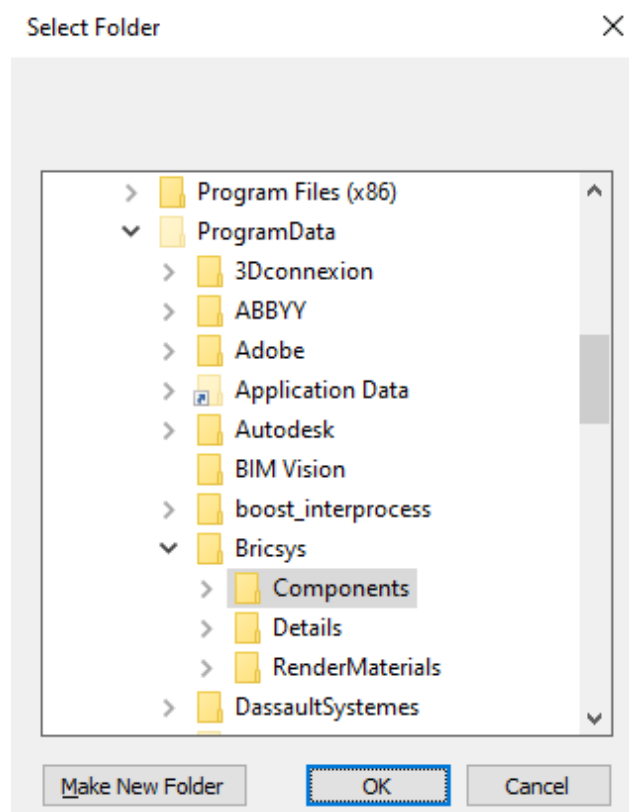 Select Folder
Program Files (x86)
ProgramData
3Dconnexion
ABBYY
Adobe
Application Data
Autodesk
BIM Vision
boost_interprocess
Bricsys
Components
Details
RenderMaterials
DassaultSystemes
Make New Folder OK Cancel